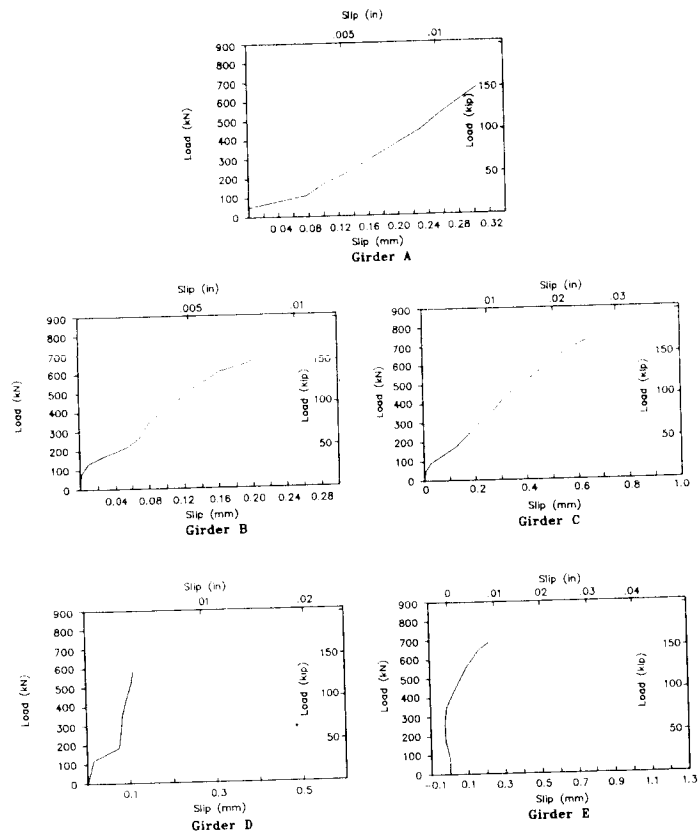 Slip (in)
.005 .01
900
800
700
600
500
400
300
200
100
0
Load (kN)
150
100
50
Load (kip)
0.04 0.08 0.12 0.16 0.20 0.24 0.28 0.32
Slip (mm)
Girder A
Slip (in)
.005 .01
900
800
700
600
500
400
300
200
100
0
Load (kN)
150
100
50
Load (kip)
0.04 0.08 0.12 0.16 0.20 0.24 0.28
Slip (mm)
Girder B
Slip (in)
.01 .02 .03
900
800
700
600
500
400
300
200
100
0
Load (kN)
150
100
50
Load (kip)
0 0.2 0.4 0.6 0.8 1.0
Slip (mm)
Girder C
Slip (in)
.01 .02
900
800
700
600
500
400
300
200
100
0
Load (kN)
150
100
50
Load (kip)
0.1 0.3 0.5
Slip (mm)
Girder D
Slip (in)
0 .01 .02 .03 .04
900
800
700
600
500
400
300
200
100
0
Load (kN)
150
100
50
Load (kip)
-0.1 0.1 0.3 0.5 0.7 0.9 1.1 1.3
Slip (mm)
Girder E